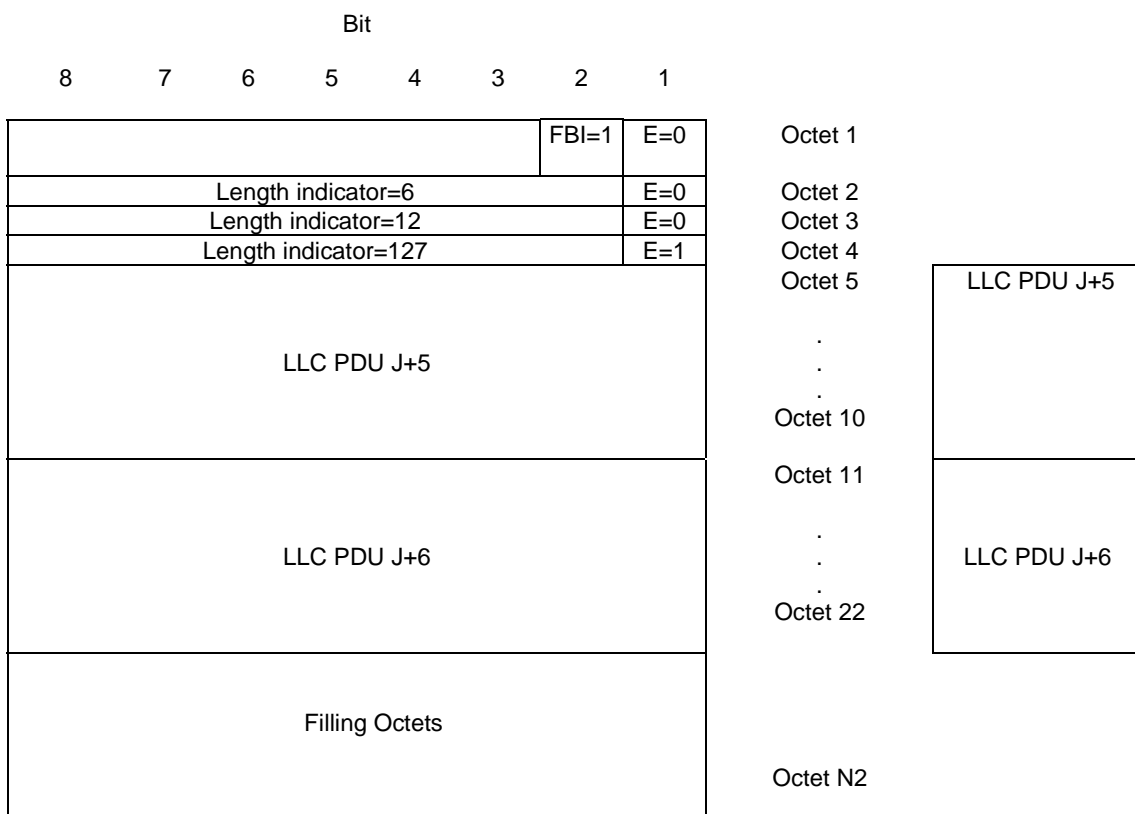 Bit
8 7 6 5 4 3 2 1
FBI=1 E=0 Octet 1
Length indicator=6 E=0 Octet 2
Length indicator=12 E=0 Octet 3
Length indicator=127 E=1 Octet 4
Octet 5 LLC PDU J+5
.
LLC PDU J+5 .
.
Octet 10
Octet 11
.
LLC PDU J+6 . LLC PDU J+6
.
Octet 22
Filling Octets
Octet N2